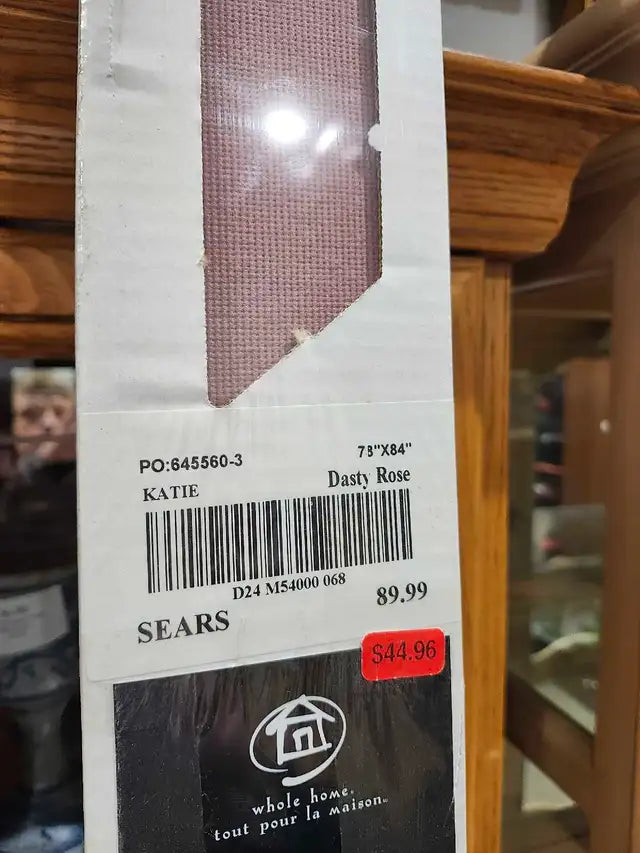 PO:645560-3 78"X84"
KATIE Dasty Rose
D24 M54000 068
SEARS 89.99
$44.96
whole home.
tout pour la maison.